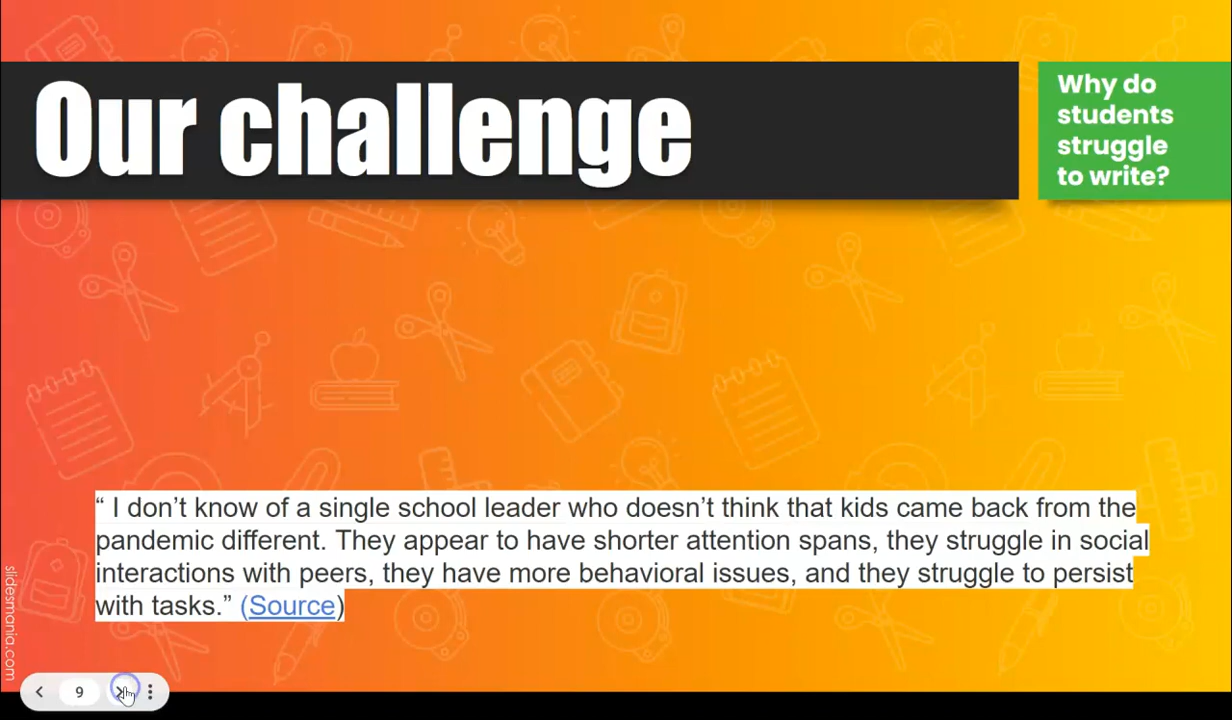 Our challenge
Why do
students
struggle
to write?
“ I don’t know of a single school leader who doesn’t think that kids came back from the
pandemic different. They appear to have shorter attention spans, they struggle in social
interactions with peers, they have more behavioral issues, and they struggle to persist
with tasks.” (Source)
slidesmania.com
9